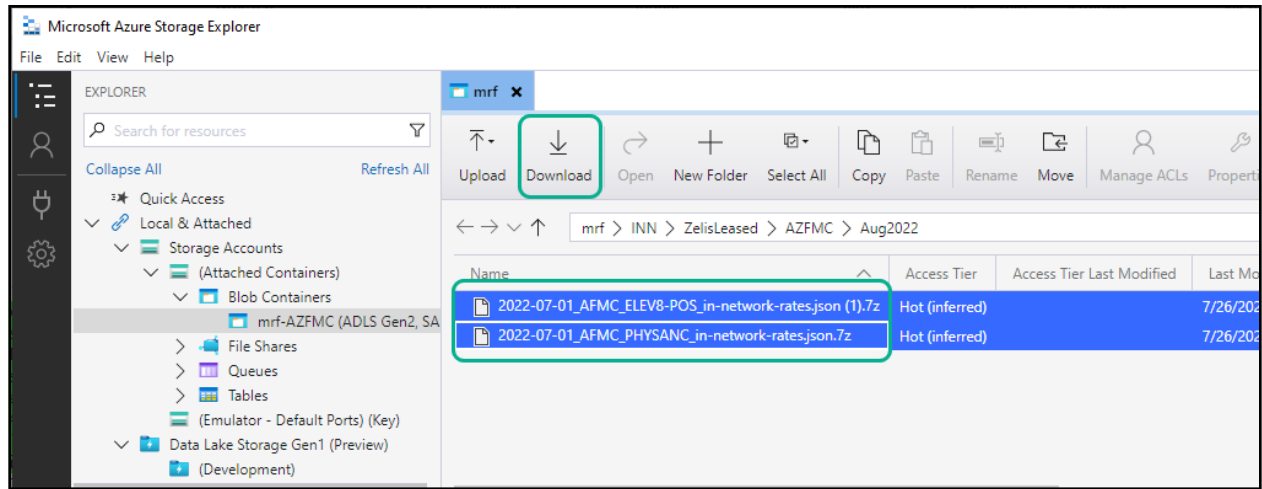 Microsoft Azure Storage Explorer
File Edit View Help
EXPLORER
Search for resources
Collapse All Refresh All
Quick Access
Local & Attached
Storage Accounts
(Attached Containers)
Blob Containers
mrf-AZFMC (ADLS Gen2, SA
File Shares
Queues
Tables
(Emulator - Default Ports) (Key)
Data Lake Storage Gen1 (Preview)
(Development)
mrf
Upload Download Open New Folder Select All Copy Paste Rename Move Manage ACLs Properti
mrf > INN > ZelisLeased > AZFMC > Aug2022
Name Access Tier Access Tier Last Modified Last Mo
2022-07-01_AFMC_ELEV8-POS_in-network-rates.json (1).7z Hot (inferred) 7/26/202
2022-07-01_AFMC_PHYSANC_in-network-rates.json.7z Hot (inferred) 7/26/202